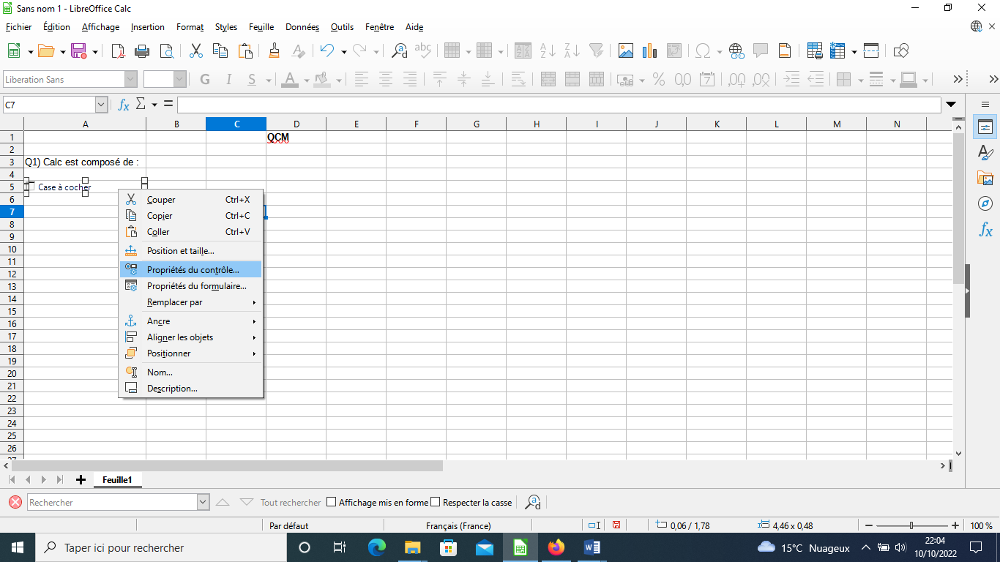 Sans nom 1 - LibreOffice Calc
Fichier Édition Affichage Insertion Format Styles Feuille Données Outils Fenêtre Aide
Liberation Sans
C7
A B C D E F G H I J K L M N
1 QCM
2
3 Q1) Calc est composé de :
4
5 Case à cocher
6
7
8
9
10
11
12
13
14
15
16
17
18
19
20
21
22
23
24
25
26
Couper Ctrl+X
Copier Ctrl+C
Coller Ctrl+V
Position et taille...
Propriétés du contrôle...
Propriétés du formulaire...
Remplacer par
Ancre
Aligner les objets
Positionner
Nom...
Description...
Feuille1
Rechercher Tout rechercher Affichage mis en forme Respecter la casse
Par défaut Français (France) 0,06 / 1,78 4,46 x 0,48 100 %
Taper ici pour rechercher 15°C Nuageux 22:04
10/10/2022